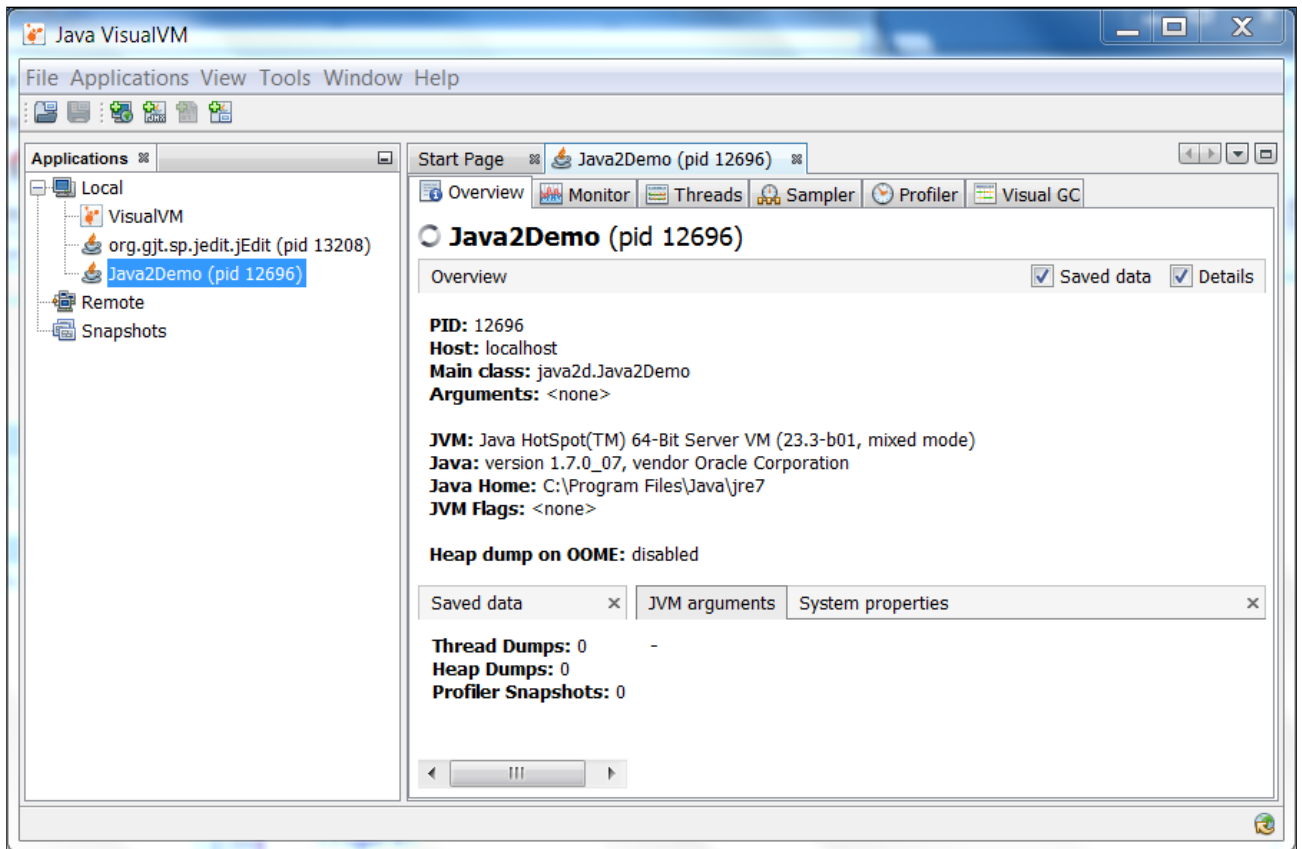 Java VisualVM
File Applications View Tools Window Help
Applications
Start Page Java2Demo (pid 12696)
Local
VisualVM
org.gjt.sp.jedit.jEdit (pid 13208)
Java2Demo (pid 12696)
Remote
Snapshots
Overview Monitor Threads Sampler Profiler Visual GC
Java2Demo (pid 12696)
Overview Saved data Details
PID: 12696
Host: localhost
Main class: java2d.Java2Demo
Arguments: <none>
JVM: Java HotSpot(TM) 64-Bit Server VM (23.3-b01, mixed mode)
Java: version 1.7.0_07, vendor Oracle Corporation
Java Home: C:\Program Files\Java\jre7
JVM Flags: <none>
Heap dump on OOME: disabled
Saved data JVM arguments System properties
Thread Dumps: 0 -
Heap Dumps: 0
Profiler Snapshots: 0